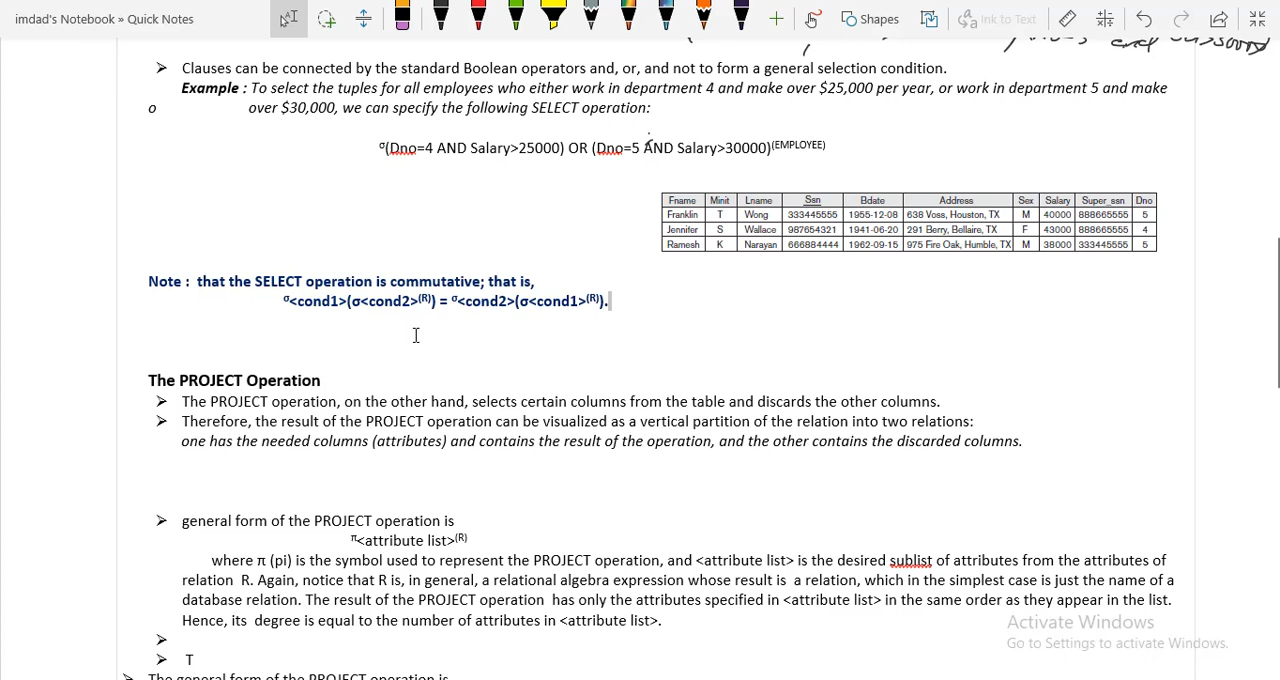 imdad's Notebook » Quick Notes
Shapes
Ink to Text
and
➢ Clauses can be connected by the standard Boolean operators and, or, and not to form a general selection condition.
Example : To select the tuples for all employees who either work in department 4 and make over $25,000 per year, or work in department 5 and make
o over $30,000, we can specify the following SELECT operation:
σ(Dno=4 AND Salary>25000) OR (Dno=5 AND Salary>30000)(EMPLOYEE)
Fname Minit Lname Ssn Bdate Address Sex Salary Super_ssn Dno
Franklin T Wong 333445555 1955-12-08 638 Voss, Houston, TX M 40000 888665555 5
Jennifer S Wallace 987654321 1941-06-20 291 Berry, Bellaire, TX F 43000 888665555 4
Ramesh K Narayan 666884444 1962-09-15 975 Fire Oak, Humble, TX M 38000 333445555 5
Note : that the SELECT operation is commutative; that is,
σ<cond1>(σ<cond2>(R)) = σ<cond2>(σ<cond1>(R)).
The PROJECT Operation
➢ The PROJECT operation, on the other hand, selects certain columns from the table and discards the other columns.
➢ Therefore, the result of the PROJECT operation can be visualized as a vertical partition of the relation into two relations:
one has the needed columns (attributes) and contains the result of the operation, and the other contains the discarded columns.
➢ general form of the PROJECT operation is
π<attribute list>(R)
where π (pi) is the symbol used to represent the PROJECT operation, and <attribute list> is the desired sublist of attributes from the attributes of
relation R. Again, notice that R is, in general, a relational algebra expression whose result is a relation, which in the simplest case is just the name of a
database relation. The result of the PROJECT operation has only the attributes specified in <attribute list> in the same order as they appear in the list.
Hence, its degree is equal to the number of attributes in <attribute list>.
➢
➢ T
➢ The general form of the PROJECT operation is
Activate Windows
Go to Settings to activate Windows.